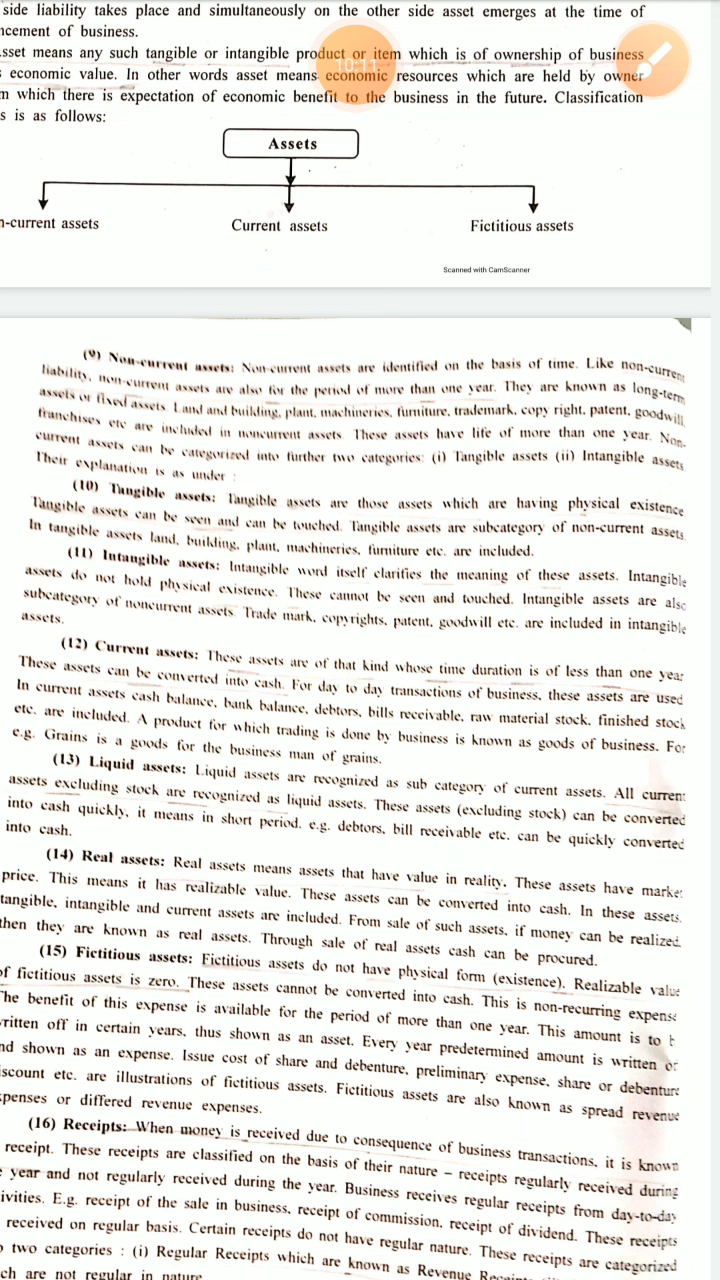 side liability takes place and simultaneously on the other side asset emerges at the time of
ncement of business.
sset means any such tangible or intangible product or item which is of ownership of business
s economic value. In other words asset means economic resources which are held by owner
m which there is expectation of economic benefit to the business in the future. Classification
s is as follows:
10:11
Assets
n-current assets Current assets Fictitious assets
Scanned with CamScanner
(9) Non-current assets: Non-current assets are identified on the basis of time. Like non-current
liability, non-current assets are also for the period of more than one year. They are known as long-term
assets or fixed assets. Land and building, plant, machineries, furniture, trademark, copy right, patent, goodwill,
franchises etc are included in noncurrent assets. These assets have life of more than one year. Non-
current assets can be categorized into further two categories: (i) Tangible assets (ii) Intangible assets
Their explanation is as under :
(10) Tangible assets: Tangible assets are those assets which are having physical existence
Tangible assets can be seen and can be touched. Tangible assets are subcategory of non-current assets.
In tangible assets land, building, plant, machineries, furniture etc. are included.
(11) Intangible assets: Intangible word itself clarifies the meaning of these assets. Intangible
assets do not hold physical existence. These cannot be seen and touched. Intangible assets are also
subcategory of noncurrent assets. Trade mark, copyrights, patent, goodwill etc. are included in intangible
assets.
(12) Current assets: These assets are of that kind whose time duration is of less than one year
These assets can be converted into cash. For day to day transactions of business, these assets are used
In current assets cash balance, bank balance, debtors, bills receivable, raw material stock, finished stock
etc. are included. A product for which trading is done by business is known as goods of business. For
e.g. Grains is a goods for the business man of grains.
(13) Liquid assets: Liquid assets are recognized as sub category of current assets. All current
assets excluding stock are recognized as liquid assets. These assets (excluding stock) can be converted
into cash quickly, it means in short period. e.g. debtors, bill receivable etc. can be quickly converted
into cash.
(14) Real assets: Real assets means assets that have value in reality. These assets have market
price. This means it has realizable value. These assets can be converted into cash. In these assets.
tangible, intangible and current assets are included. From sale of such assets, if money can be realized.
then they are known as real assets. Through sale of real assets cash can be procured.
(15) Fictitious assets: Fictitious assets do not have physical form (existence). Realizable value
of fictitious assets is zero. These assets cannot be converted into cash. This is non-recurring expense
The benefit of this expense is available for the period of more than one year. This amount is to b
ritten off in certain years, thus shown as an asset. Every year predetermined amount is written of
nd shown as an expense. Issue cost of share and debenture, preliminary expense, share or debenture
iscount etc. are illustrations of fictitious assets. Fictitious assets are also known as spread revenue
xpenses or differed revenue expenses.
(16) Receipts: When money is received due to consequence of business transactions, it is known
receipt. These receipts are classified on the basis of their nature – receipts regularly received during
e year and not regularly received during the year. Business receives regular receipts from day-to-day
ivities. E.g. receipt of the sale in business, receipt of commission, receipt of dividend. These receipts
received on regular basis. Certain receipts do not have regular nature. These receipts are categorized
o two categories : (i) Regular Receipts which are known as Revenue
ch are not regular in nature